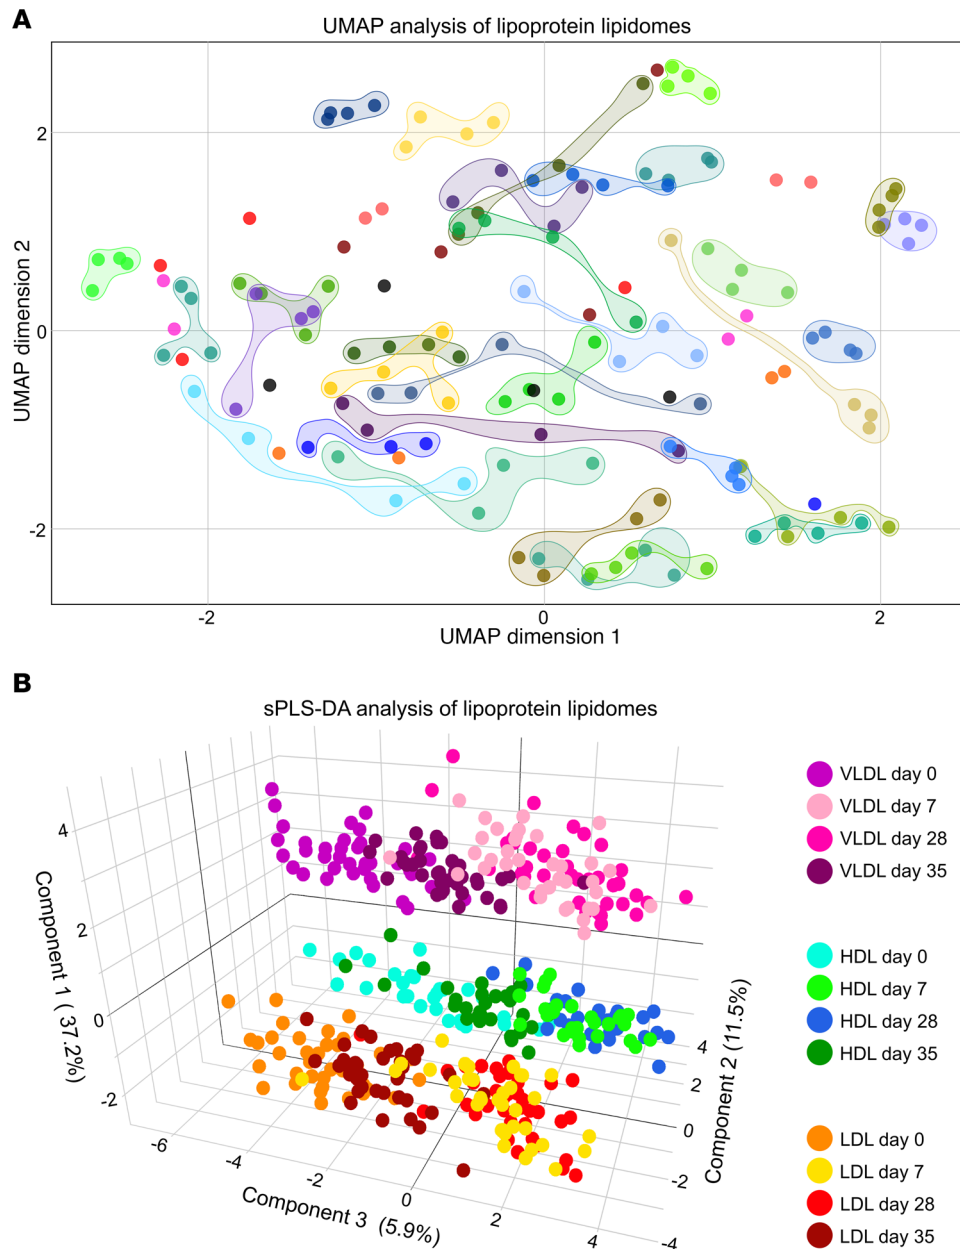 A
UMAP analysis of lipoprotein lipidomes
UMAP dimension 2
2
0
-2
-2
0
2
UMAP dimension 1
B
sPLS-DA analysis of lipoprotein lipidomes
Component 1 ( 37.2%)
4
2
0
-2
-6
-4
-2
0
2
4
Component 3 (5.9%)
4
2
0
-2
-4
Component 2 (11.5%)
VLDL day 0
VLDL day 7
VLDL day 28
VLDL day 35
HDL day 0
HDL day 7
HDL day 28
HDL day 35
LDL day 0
LDL day 7
LDL day 28
LDL day 35